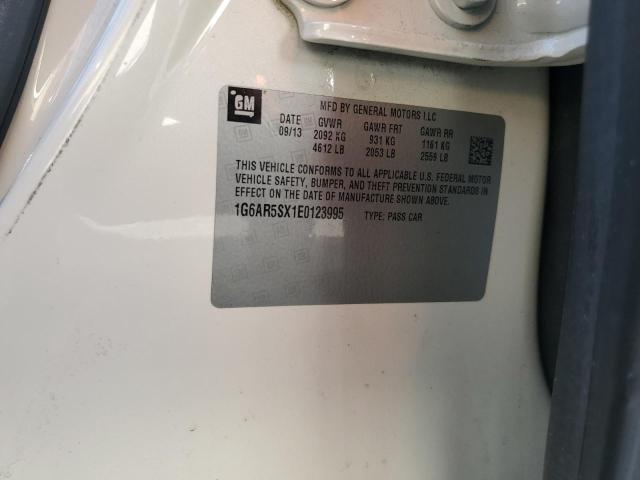 GM
MFD BY GENERAL MOTORS LLC
DATE GVWR GAWR FRT GAWR RR
09/13 2092 KG 931 KG 1161 KG
4612 LB 2053 LB 2559 LB
THIS VEHICLE CONFORMS TO ALL APPLICABLE U.S. FEDERAL MOTOR
VEHICLE SAFETY, BUMPER, AND THEFT PREVENTION STANDARDS IN
EFFECT ON THE DATE OF MANUFACTURE SHOWN ABOVE.
1G6AR5SX1E0123995 TYPE: PASS CAR